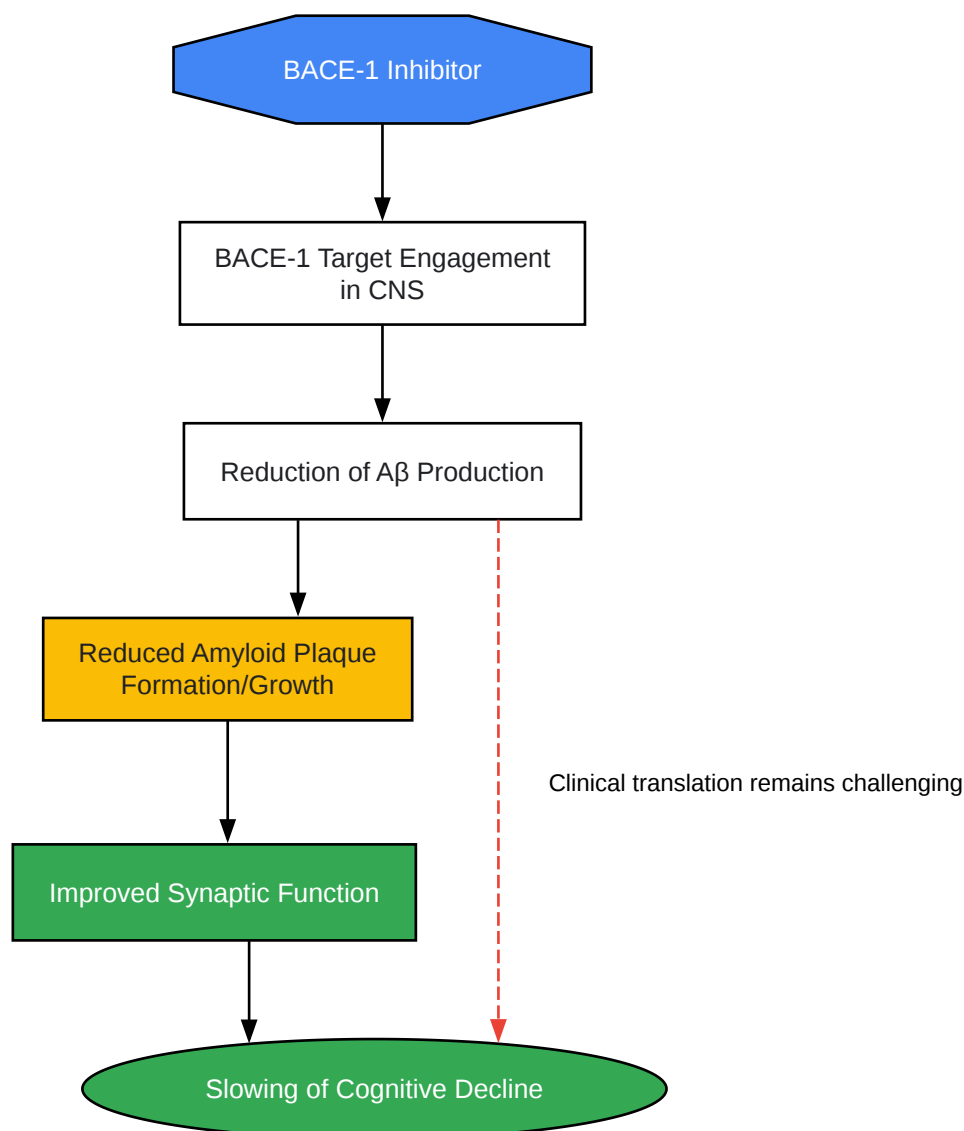 BACE-1 Inhibitor
BACE-1 Target Engagement
in CNS
Reduction of Aβ Production
Reduced Amyloid Plaque
Formation/Growth
Clinical translation remains challenging
Improved Synaptic Function
Slowing of Cognitive Decline